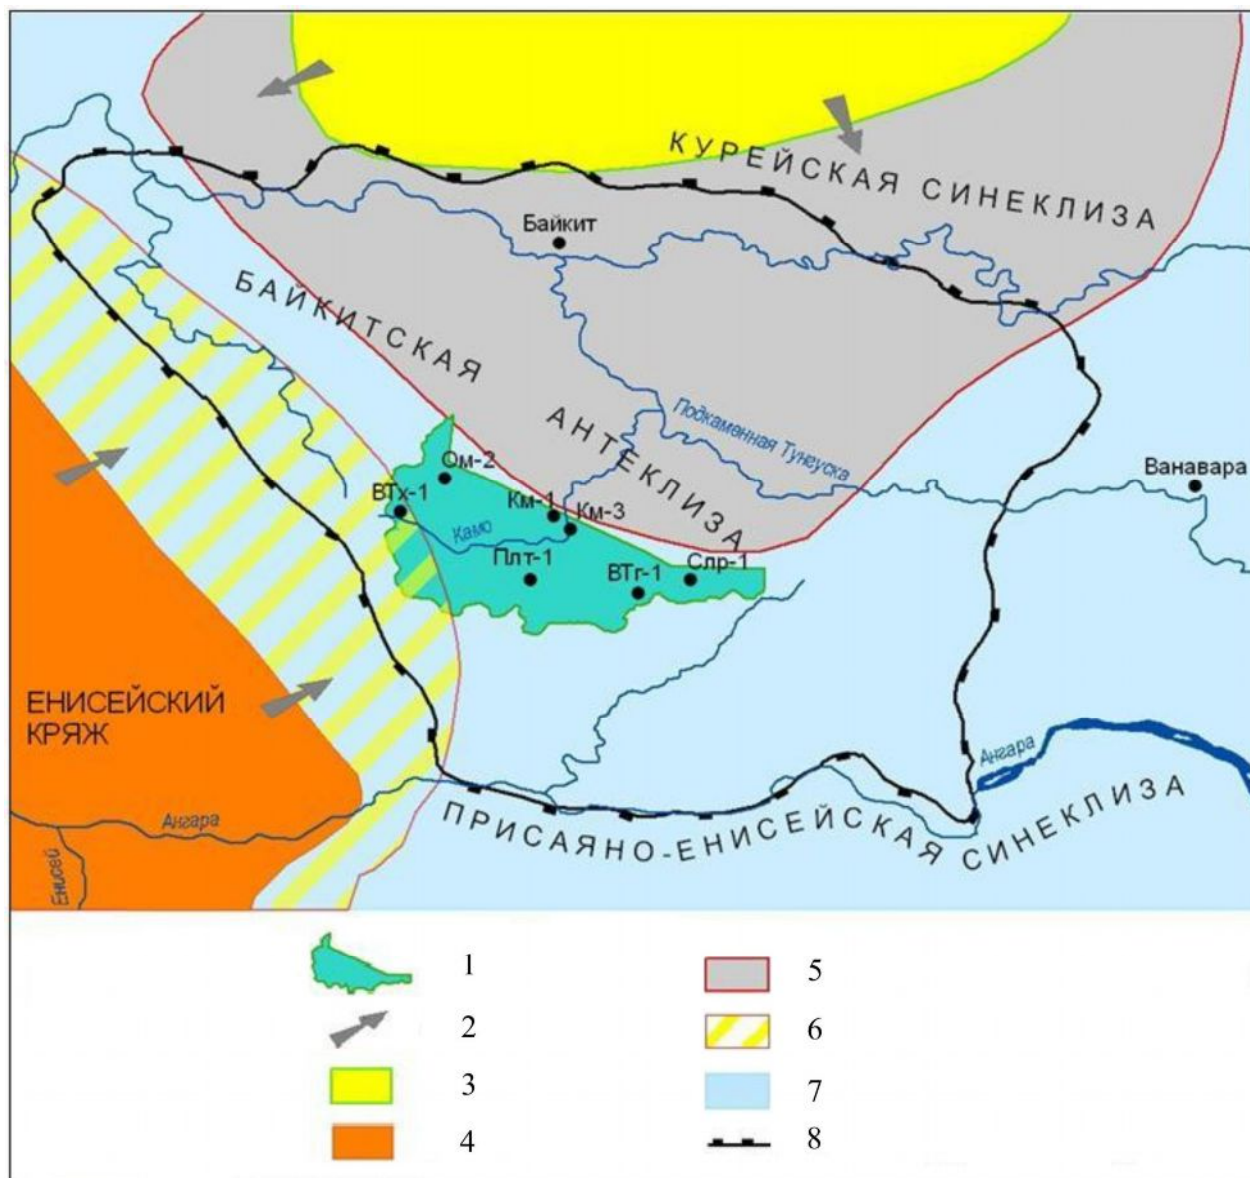 КУРЕЙСКАЯ СИНЕКЛИЗА
Байкит
БАЙКИТСКАЯ
АНТЕКЛИЗА
Подкаменная Тунгуска
Ванавара
Ом-2
ВТх-1
Км-1
Км-3
Камо
Плт-1
ВТг-1
Слр-1
ЕНИСЕЙСКИЙ
КРЯЖ
Ангара
Ангара
Енисей
ПРИСАЯНО-ЕНИСЕЙСКАЯ СИНЕКЛИЗА
1
5
2
6
3
7
4
8